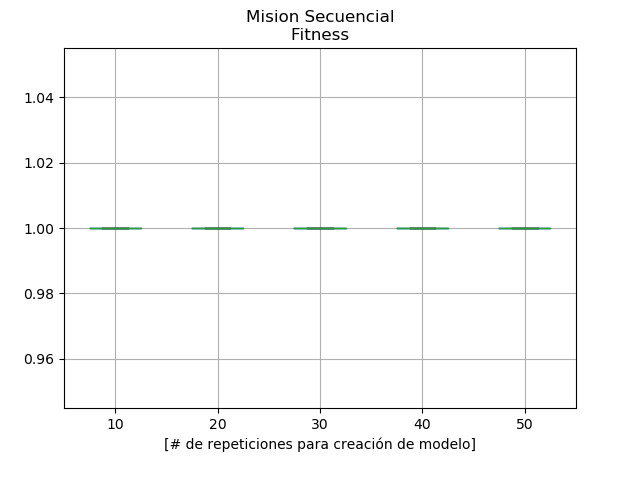 Mision Secuencial
Fitness
1.04
1.02
1.00
0.98
0.96
10 20 30 40 50
[# de repeticiones para creación de modelo]